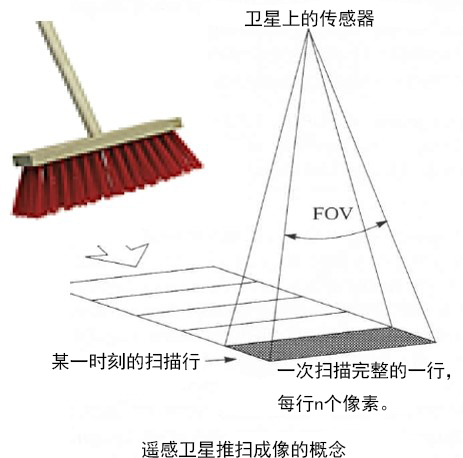 卫星上的传感器
FOV
某一时刻的扫描行
一次扫描完整的一行，
每行n个像素。
遥感卫星推扫成像的概念